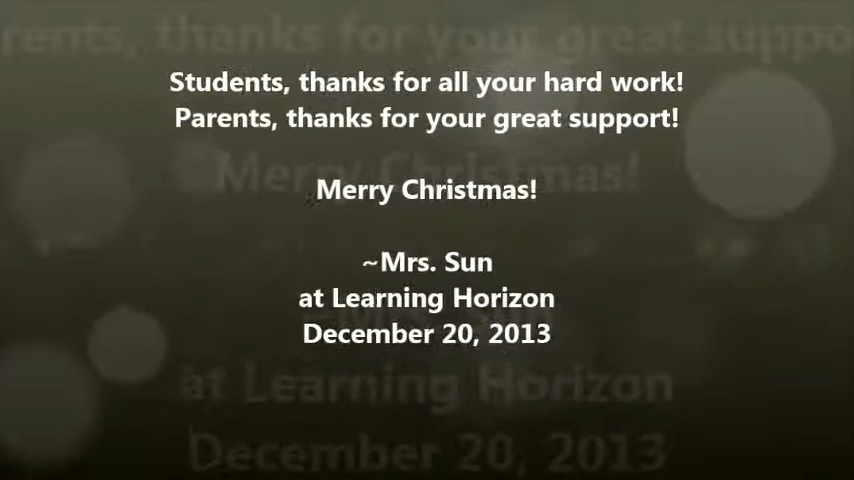 Students, thanks for all your hard work!
Parents, thanks for your great support!
Merry Christmas!
~Mrs. Sun
at Learning Horizon
December 20, 2013